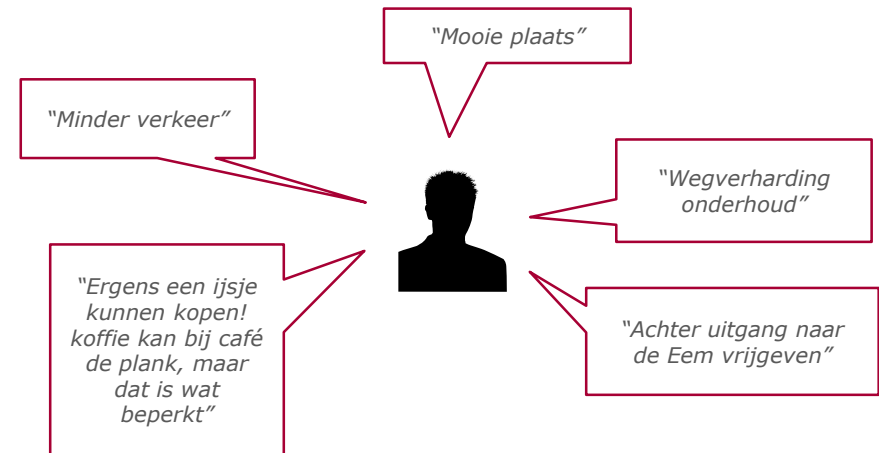 “Mooie plaats”
“Minder verkeer”
“Wegverharding
onderhoud”
“Ergens een ijsje
kunnen kopen!
koffie kan bij café
de plank, maar
dat is wat
beperkt”
“Achter uitgang naar
de Eem vrijgeven”